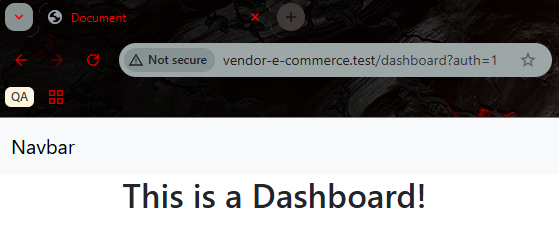 Document
Not secure
vendor-e-commerce.test/dashboard?auth=1
QA
Navbar
This is a Dashboard!